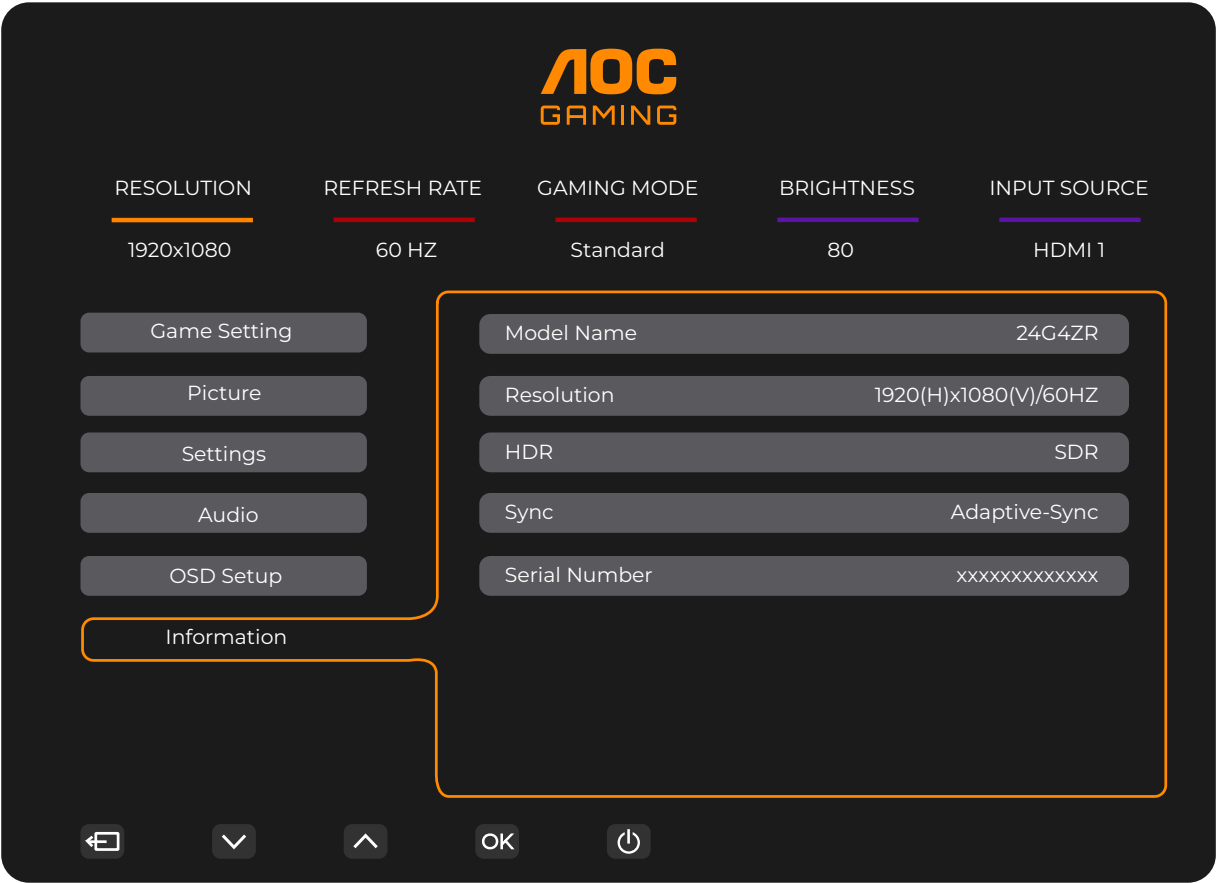 AOC
GAMING
RESOLUTION REFRESH RATE GAMING MODE BRIGHTNESS INPUT SOURCE
1920x1080 60 HZ Standard 80 HDMI 1
Game Setting Model Name 24G4ZR
Picture Resolution 1920(H)x1080(V)/60HZ
Settings HDR SDR
Audio Sync Adaptive-Sync
OSD Setup Serial Number xxxxxxxxxxxxx
Information
OK